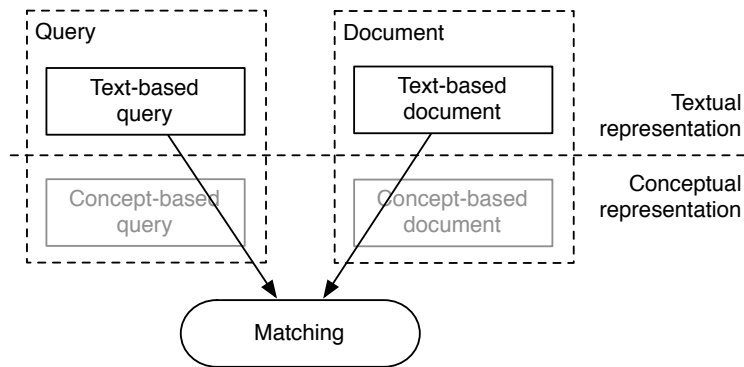 Query
Document
Text-based
query
Text-based
document
Textual
representation
Concept-based
query
Concept-based
document
Conceptual
representation
Matching